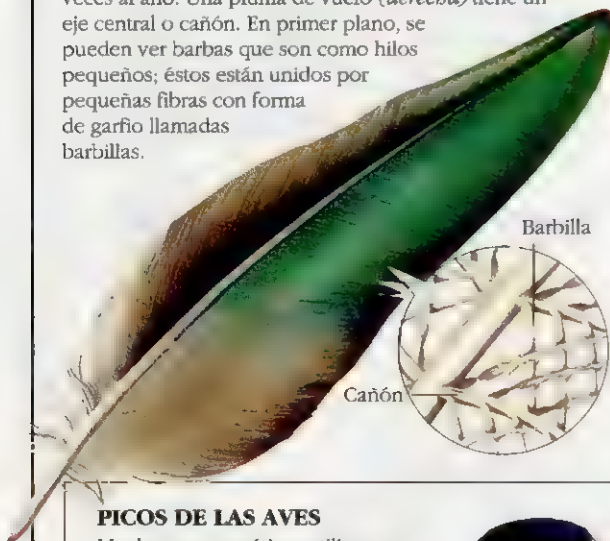 veces al año. Una pluma de vuelo (derecha) tiene un
eje central o cañón. En primer plano, se
pueden ver barbas que son como hilos
pequeños; éstos están unidos por
pequeñas fibras con forma
de garfio llamadas
barbillas.
Barbilla
Cañón
PICOS DE LAS AVES